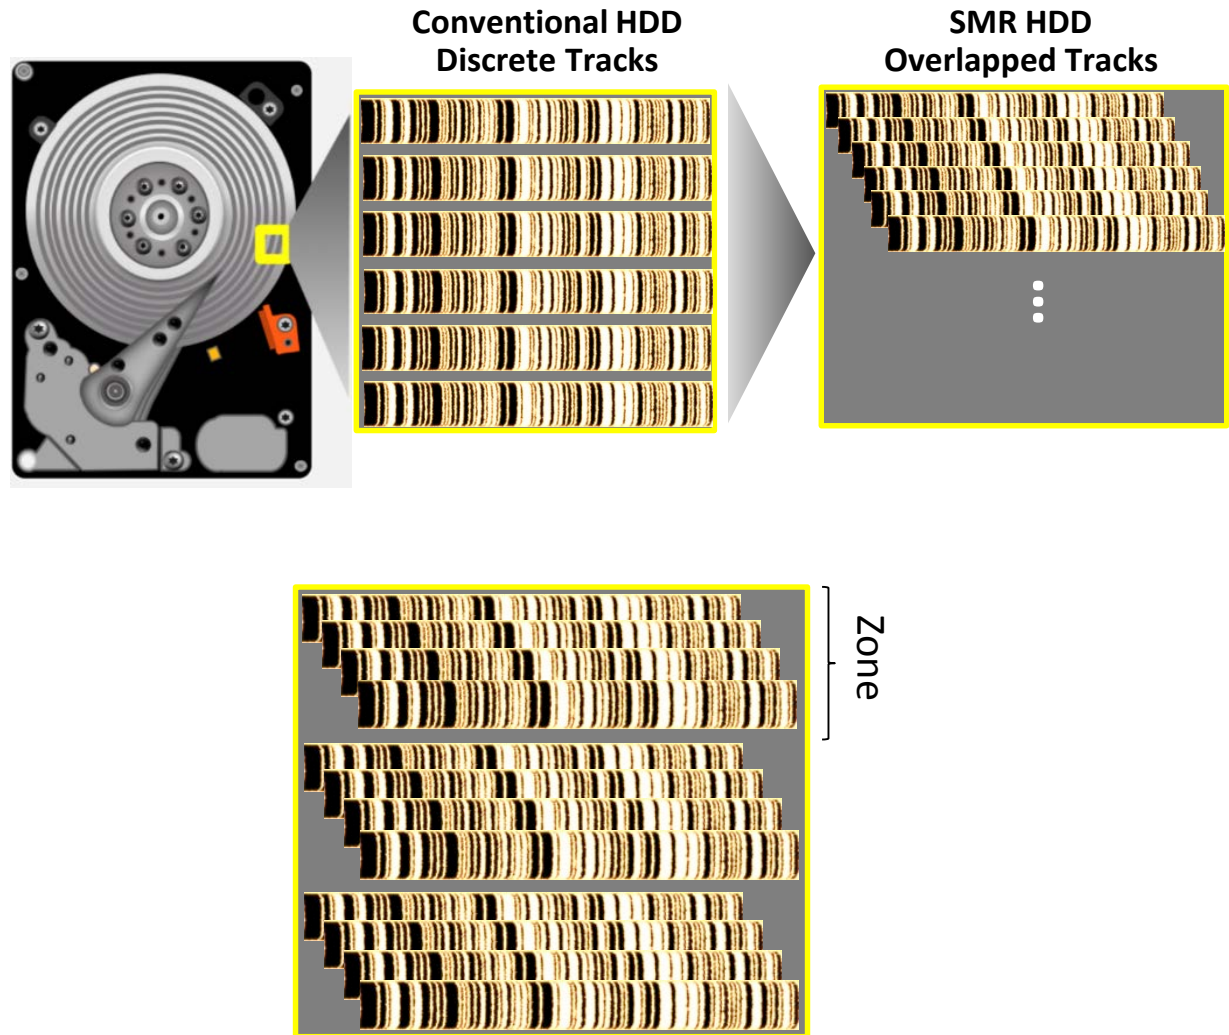 Conventional HDD
Discrete Tracks
SMR HDD
Overlapped Tracks
Zone